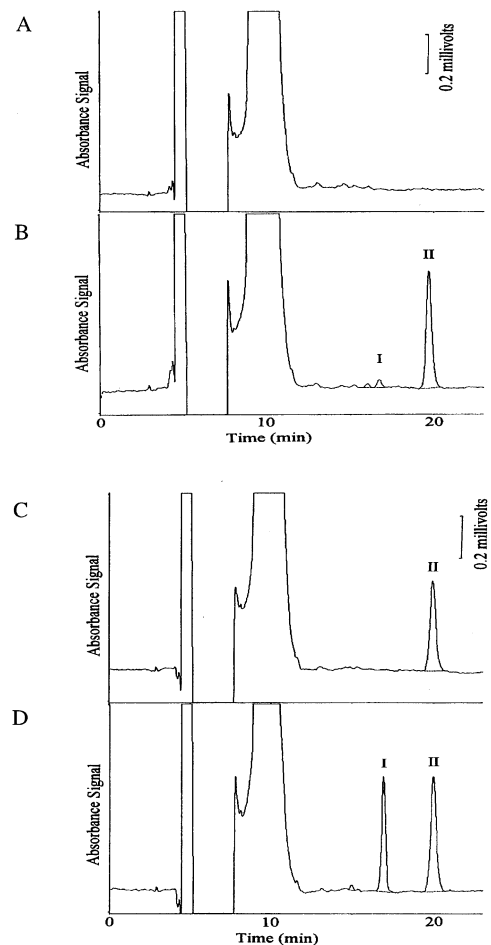 A
Absorbance Signal
0.2 millivolts
B
Absorbance Signal
I
II
0
10
20
Time (min)
C
Absorbance Signal
0.2 millivolts
II
D
Absorbance Signal
I
II
0
10
20
Time (min)